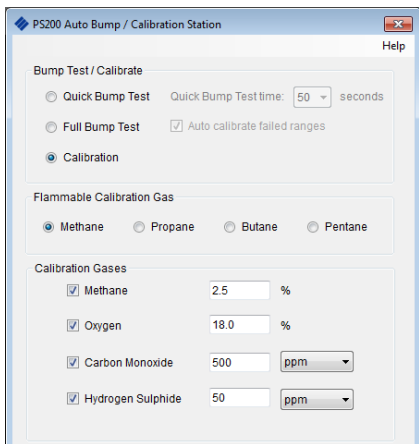 PS200 Auto Bump / Calibration Station
Help
Bump Test / Calibrate
Quick Bump Test Quick Bump Test time: 50 seconds
Full Bump Test Auto calibrate failed ranges
Calibration
Flammable Calibration Gas
Methane Propane Butane Pentane
Calibration Gases
Methane 2.5 %
Oxygen 18.0 %
Carbon Monoxide 500 ppm
Hydrogen Sulphide 50 ppm